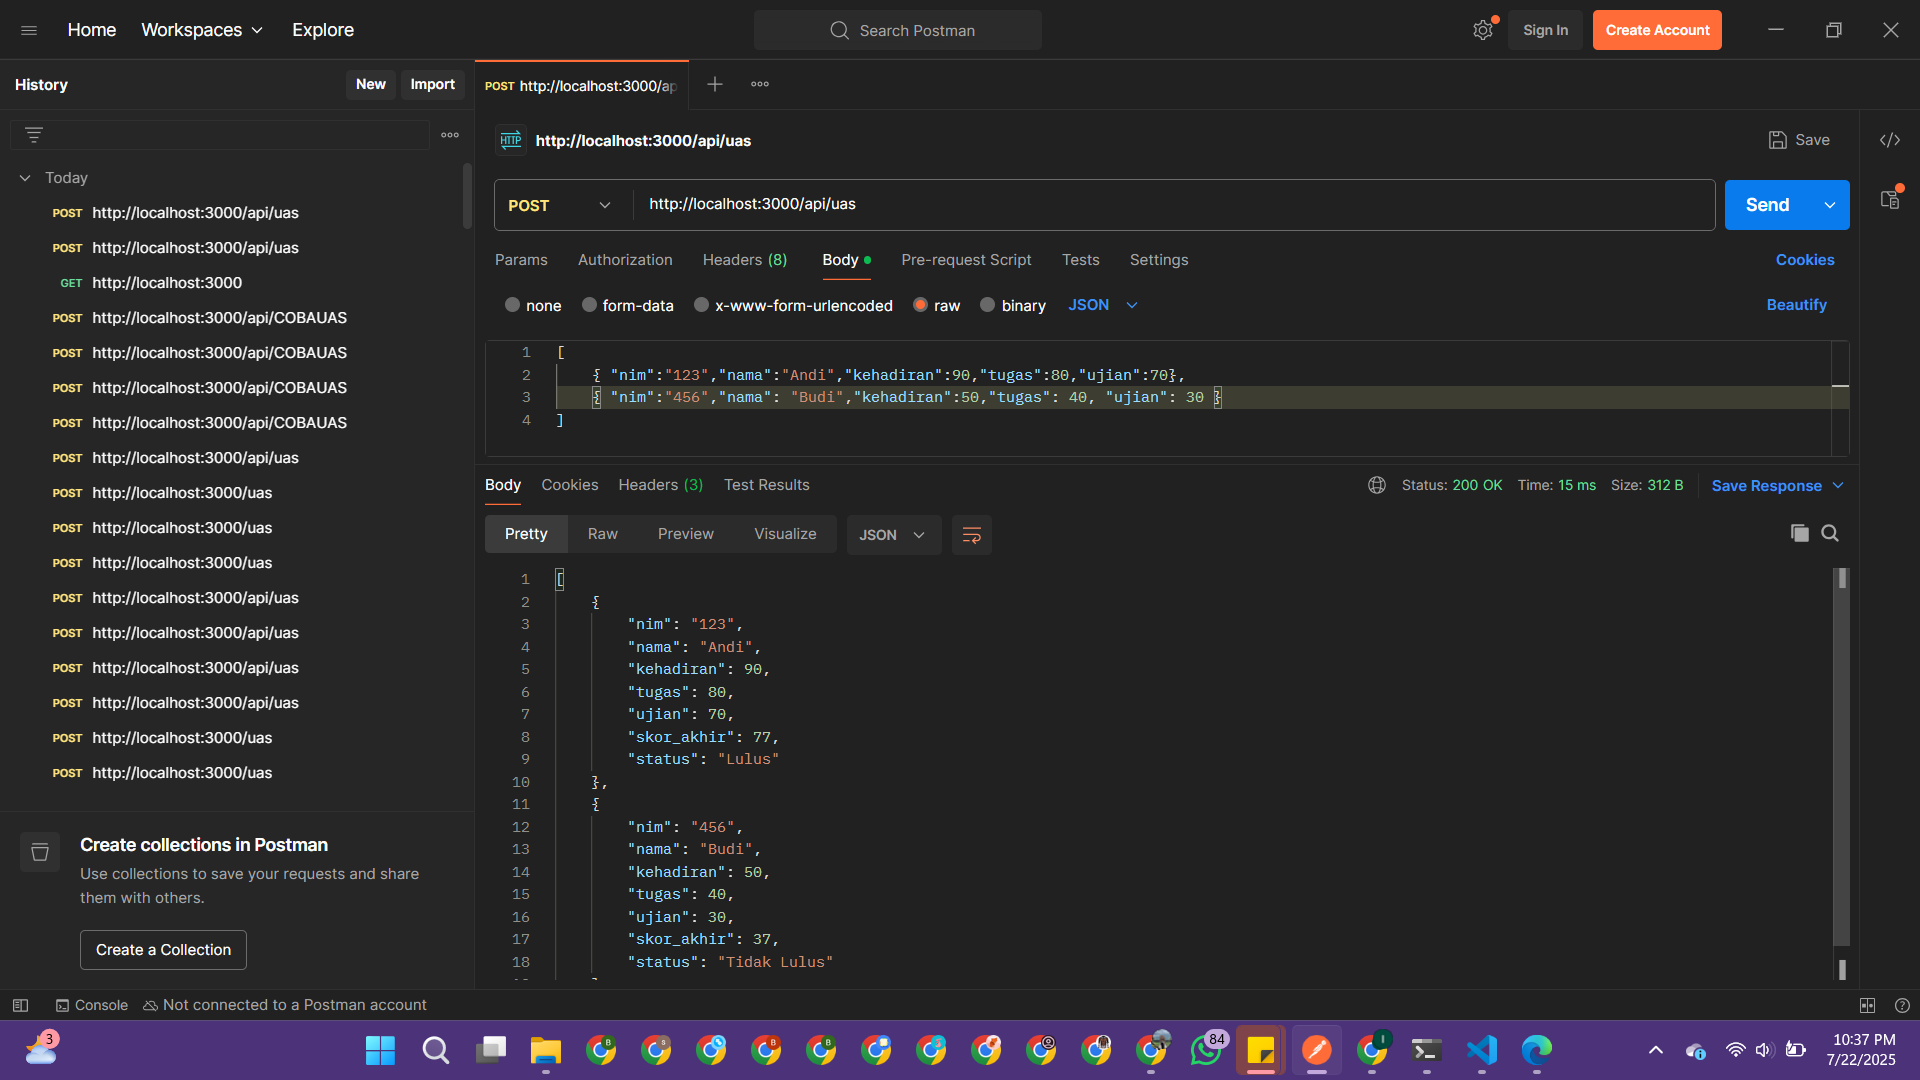 Home Workspaces Explore
Search Postman
Sign In Create Account
History New Import
POST http://localhost:3000/ap
HTTP http://localhost:3000/api/uas Save
Today
POST http://localhost:3000/api/uas
POST http://localhost:3000/api/uas
GET http://localhost:3000
POST http://localhost:3000/api/COBAUAS
POST http://localhost:3000/api/COBAUAS
POST http://localhost:3000/api/COBAUAS
POST http://localhost:3000/api/COBAUAS
POST http://localhost:3000/api/uas
POST http://localhost:3000/uas
POST http://localhost:3000/uas
POST http://localhost:3000/uas
POST http://localhost:3000/api/uas
POST http://localhost:3000/api/uas
POST http://localhost:3000/api/uas
POST http://localhost:3000/api/uas
POST http://localhost:3000/uas
POST http://localhost:3000/uas
Create collections in Postman
Use collections to save your requests and share
them with others.
Create a Collection
POST http://localhost:3000/api/uas Send
Params Authorization Headers (8) Body Pre-request Script Tests Settings Cookies
none form-data x-www-form-urlencoded raw binary JSON Beautify
1 [
2 { "nim":"123","nama":"Andi","kehadiran":90,"tugas":80,"ujian":70},
3 { "nim":"456","nama": "Budi","kehadiran":50,"tugas": 40, "ujian": 30 }
4 ]
Body Cookies Headers (3) Test Results Status: 200 OK Time: 15 ms Size: 312 B Save Response
Pretty Raw Preview Visualize JSON
1 [
2 {
3 "nim": "123",
4 "nama": "Andi",
5 "kehadiran": 90,
6 "tugas": 80,
7 "ujian": 70,
8 "skor_akhir": 77,
9 "status": "Lulus"
10 },
11 {
12 "nim": "456",
13 "nama": "Budi",
14 "kehadiran": 50,
15 "tugas": 40,
16 "ujian": 30,
17 "skor_akhir": 37,
18 "status": "Tidak Lulus"
Console Not connected to a Postman account
3
84
10:37 PM
7/22/2025